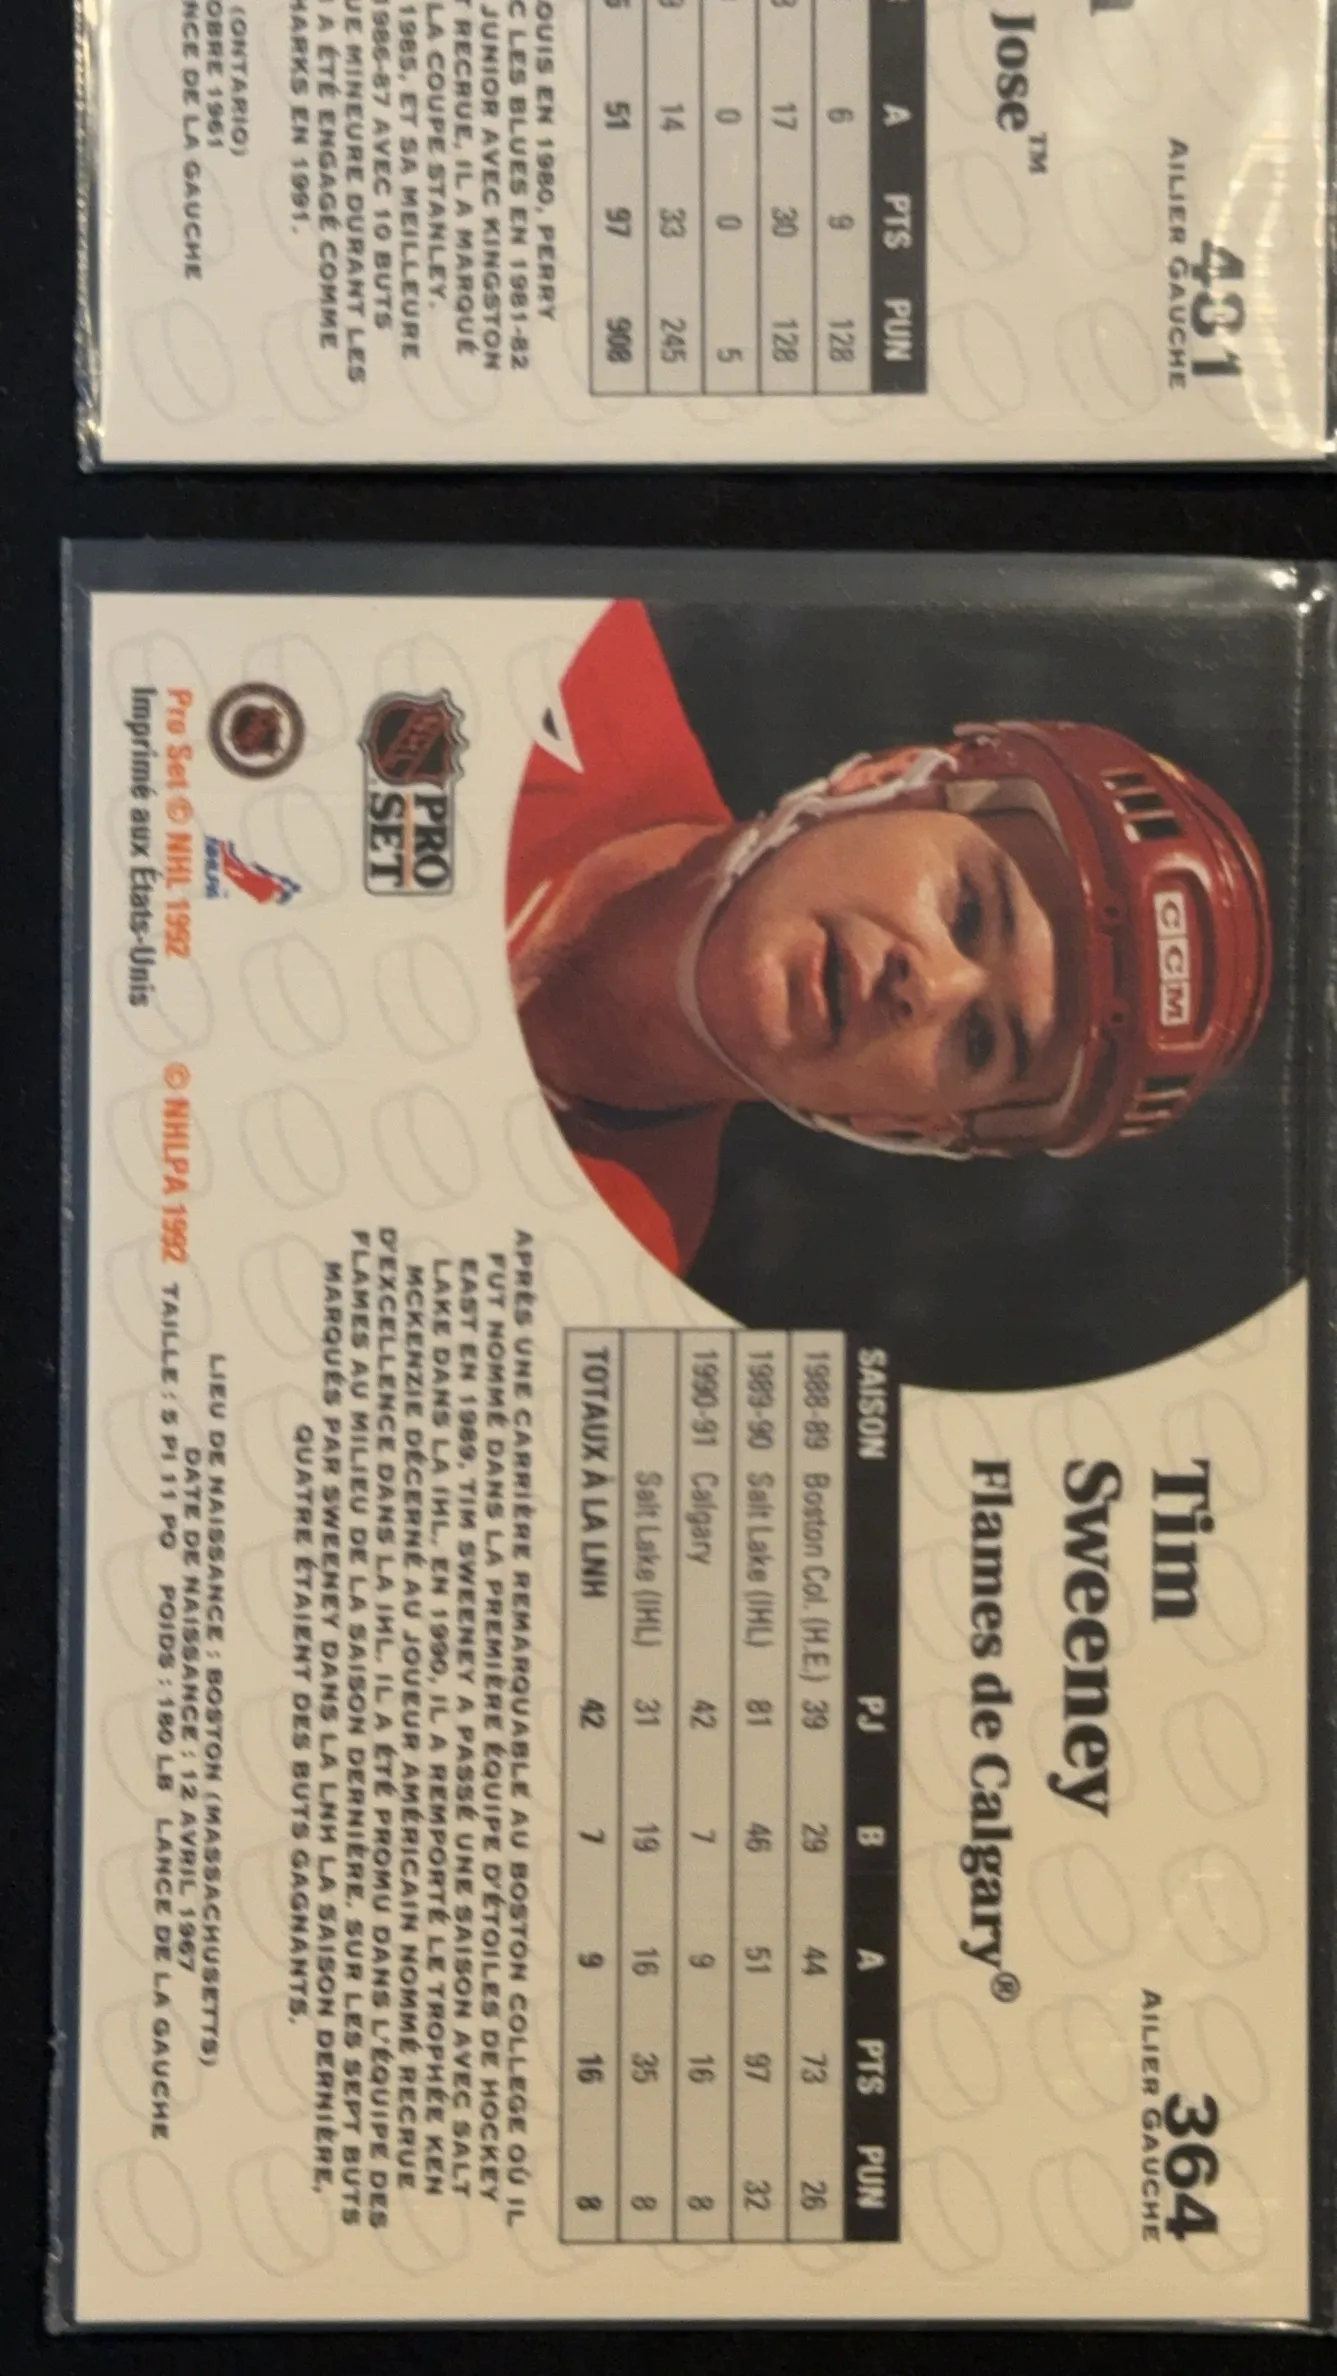 481
AILIER GAUCHE
Jose™
A PTS PUN
6 9 128
17 30 128
0 0 5
14 33 245
51 97 908
OUIS EN 1980, PERRY
C LES BLUES EN 1981-82
JUNIOR AVEC KINGSTON
RECRUE, IL A MARQUÉ
LA COUPE STANLEY.
1985, ET SA MEILLEURE
1986-87 AVEC 10 BUTS
UE MINEURE DURANT LES
A ÉTÉ ENGAGÉ COMME
HARKS EN 1991.
(ONTARIO)
OBRE 1961
NCE DE LA GAUCHE
364
AILIER GAUCHE
Tim
Sweeney
Flames de Calgary®
CCM
SAISON PJ B A PTS PUN
1988-89 Boston Col. (H.E.) 39 29 44 73 26
1989-90 Salt Lake (IHL) 81 46 51 97 32
1990-91 Calgary 42 7 9 16 8
Salt Lake (IHL) 31 19 16 35 8
TOTAUX À LA LNH 42 7 9 16 8
APRÈS UNE CARRIÈRE REMARQUABLE AU BOSTON COLLEGE OÙ IL
FUT NOMMÉ DANS LA PREMIÈRE ÉQUIPE D'ÉTOILES DE HOCKEY
EAST EN 1989, TIM SWEENEY A PASSÉ UNE SAISON AVEC SALT
LAKE DANS LA IHL. EN 1990, IL A REMPORTÉ LE TROPHÉE KEN
MCKENZIE DÉCERNÉ AU JOUEUR AMÉRICAIN NOMMÉ RECRUE
D'EXCELLENCE DANS LA IHL. IL A ÉTÉ PROMU DANS L'ÉQUIPE DES
FLAMES AU MILIEU DE LA SAISON DERNIÈRE. SUR LES SEPT BUTS
MARQUÉS PAR SWEENEY DANS LA LNH LA SAISON DERNIÈRE,
QUATRE ÉTAIENT DES BUTS GAGNANTS.
NHL PRO
SET
NHLPA
LIEU DE NAISSANCE : BOSTON (MASSACHUSETTS)
DATE DE NAISSANCE : 12 AVRIL 1967
TAILLE : 5 PI 11 PO POIDS : 180 LB LANCE DE LA GAUCHE
Pro Set © NHL 1992 © NHLPA 1992
Imprimé aux États-Unis